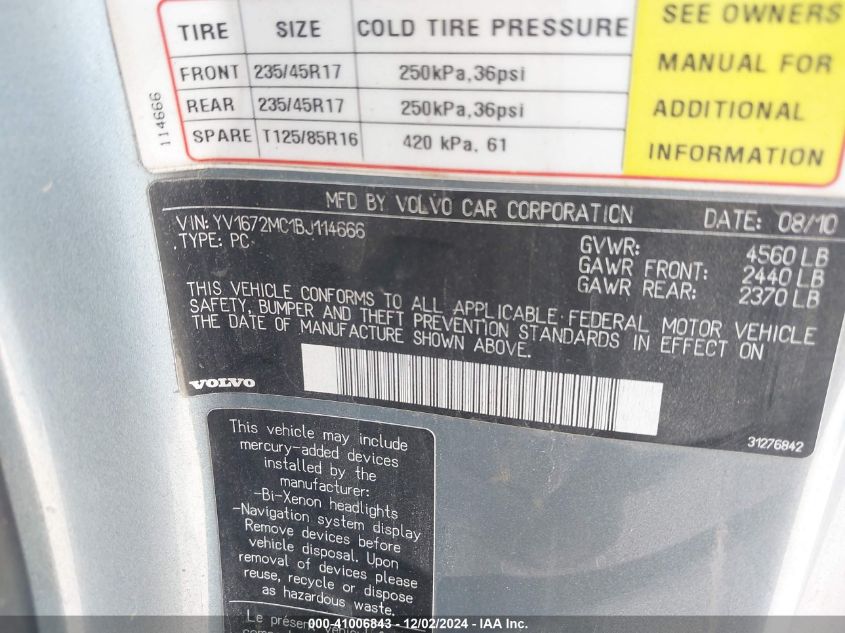 TIRE SIZE COLD TIRE PRESSURE
FRONT 235/45R17 250kPa,36psi
REAR 235/45R17 250kPa,36psi
SPARE T125/85R16 420 kPa, 61
SEE OWNERS
MANUAL FOR
ADDITIONAL
INFORMATION
114666
MFD BY VOLVO CAR CORPORATION DATE: 08/10
VIN: YV1672MC1BJ114666
TYPE: PC
GVWR: 4560 LB
GAWR FRONT: 2440 LB
GAWR REAR: 2370 LB
THIS VEHICLE CONFORMS TO ALL APPLICABLE FEDERAL MOTOR VEHICLE
SAFETY, BUMPER AND THEFT PREVENTION STANDARDS IN EFFECT ON
THE DATE OF MANUFACTURE SHOWN ABOVE.
VOLVO
31276842
This vehicle may include
mercury-added devices
installed by the
manufacturer:
-Bi-Xenon headlights
-Navigation system display
Remove devices before
vehicle disposal. Upon
removal of devices please
reuse, recycle or dispose
as hazardous waste.
Le présent véhicule
000-41006843 - 12/02/2024 - IAA Inc.